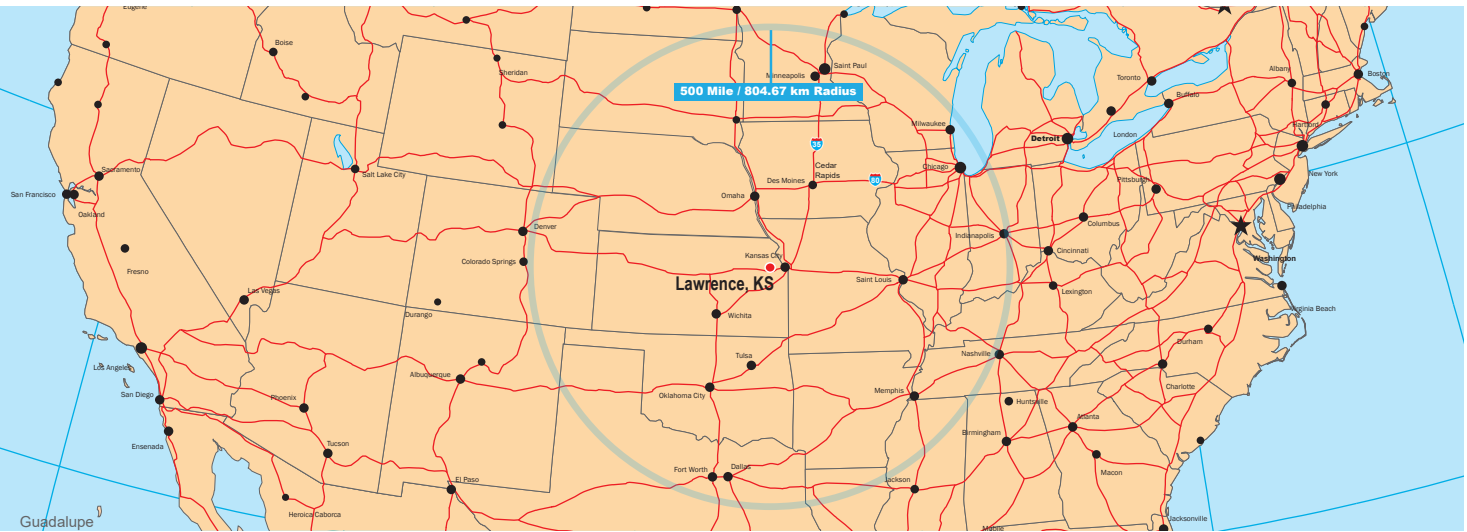 Eugene
Boise
Sheridan
Minneapolis
Saint Paul
500 Mile / 804.67 km Radius
Toronto
Albany
Boston
Buffalo
Milwaukee
Detroit
London
Hartford
35
Sacramento
Salt Lake City
Cedar
Rapids
Des Moines
80
Chicago
Pittsburgh
New York
San Francisco
Oakland
Omaha
Philadelphia
Denver
Indianapolis
Columbus
Fresno
Colorado Springs
Kansas City
Cincinnati
Washington
Lawrence, KS
Saint Louis
Lexington
Las Vegas
Durango
Wichita
Virginia Beach
Durham
Los Angeles
Albuquerque
Tulsa
Nashville
San Diego
Phoenix
Oklahoma City
Memphis
Charlotte
Huntsville
Ensenada
Tucson
Birmingham
Atlanta
Fort Worth
Dallas
Macon
El Paso
Jackson
Heroica Caborca
Guadalupe
Mobile
Jacksonville